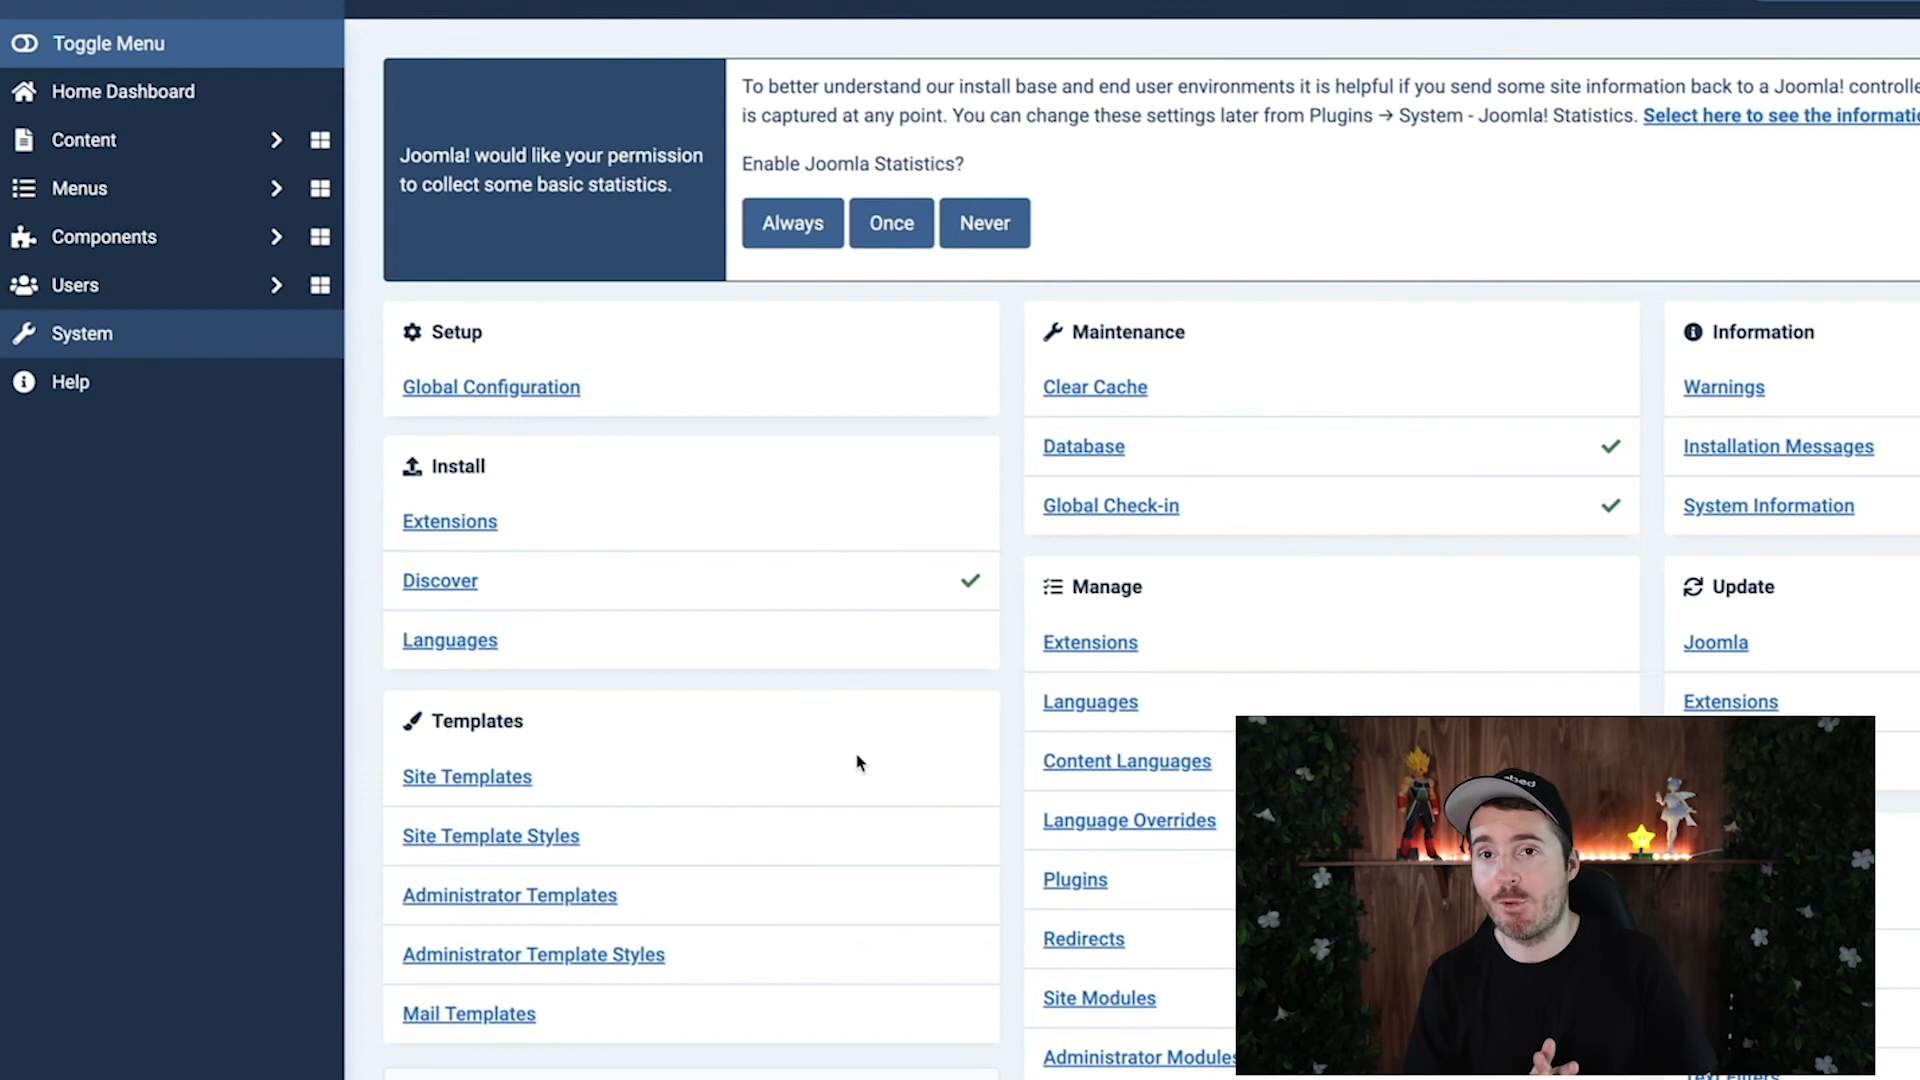 Toggle Menu
Home Dashboard
Content
Menus
Components
Users
System
Help
Joomla! would like your permission
to collect some basic statistics.
To better understand our install base and end user environments it is helpful if you send some site information back to a Joomla!
is captured at any point. You can change these settings later from Plugins → System - Joomla! Statistics. Select here to see the
Enable Joomla Statistics?
Always
Once
Never
Setup
Global Configuration
Install
Extensions
Discover
Languages
Templates
Site Templates
Site Template Styles
Administrator Templates
Administrator Template Styles
Mail Templates
Maintenance
Clear Cache
Database
Global Check-in
Manage
Extensions
Languages
Content Languages
Language Overrides
Plugins
Redirects
Site Modules
Administrator Modules
Information
Warnings
Installation Messages
System Information
Update
Joomla
Extensions